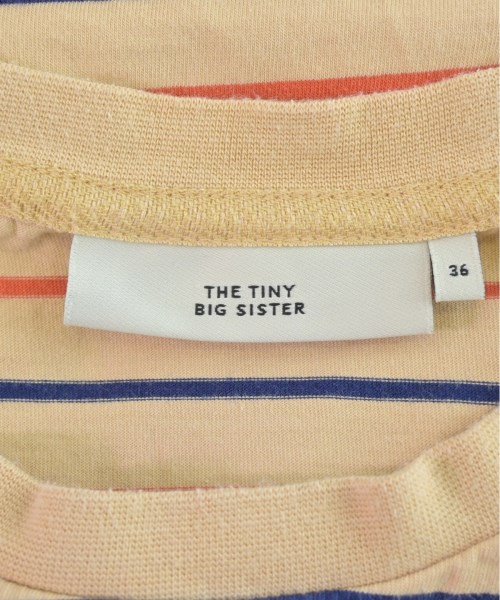 THE TINY
BIG SISTER
36